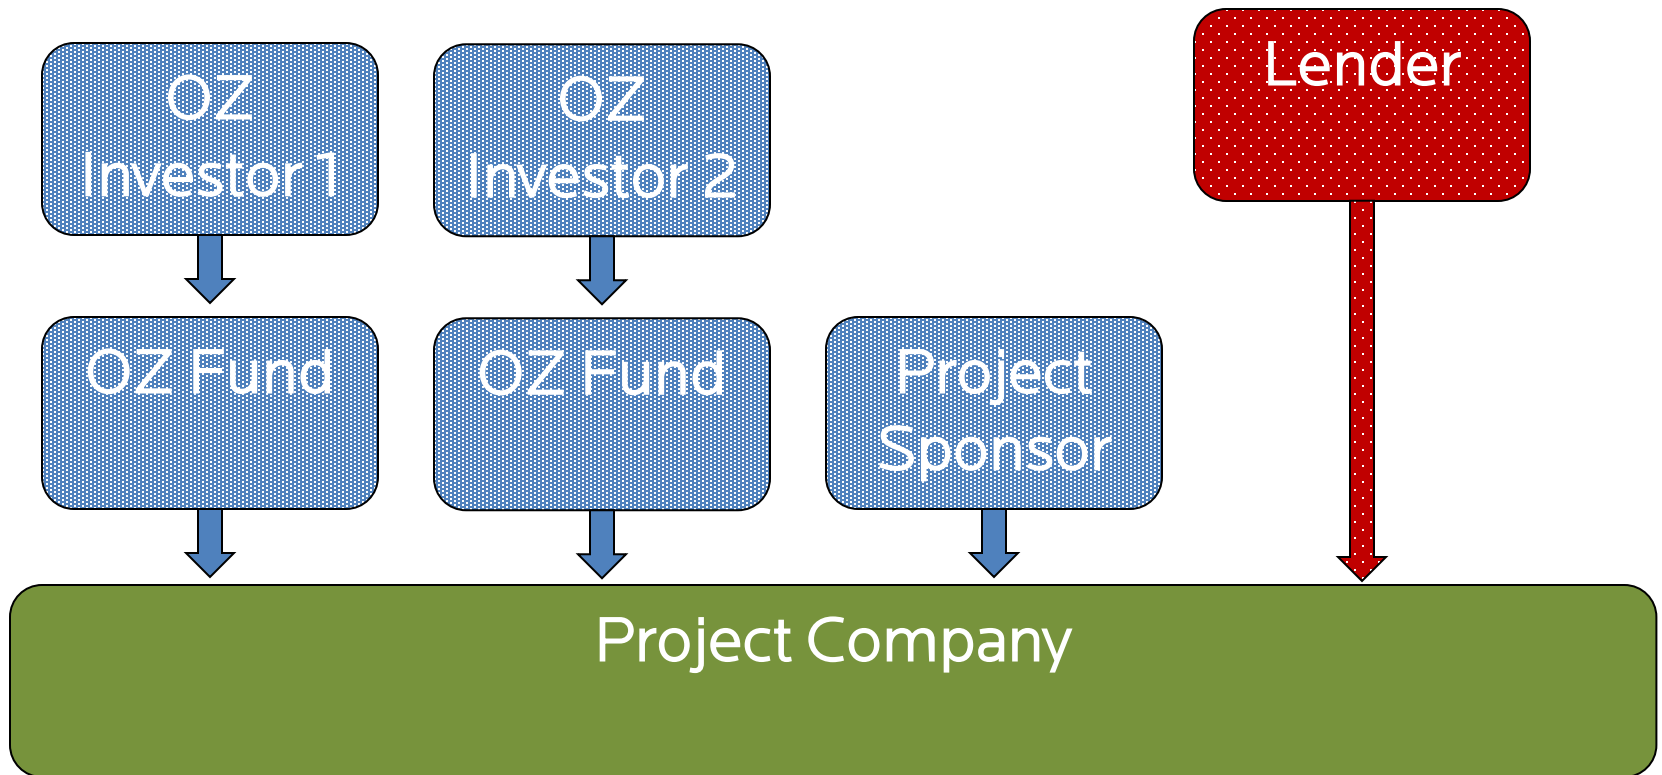 OZ
Investor 1
OZ
Investor 2
Lender
OZ Fund
OZ Fund
Project
Sponsor
Project Company